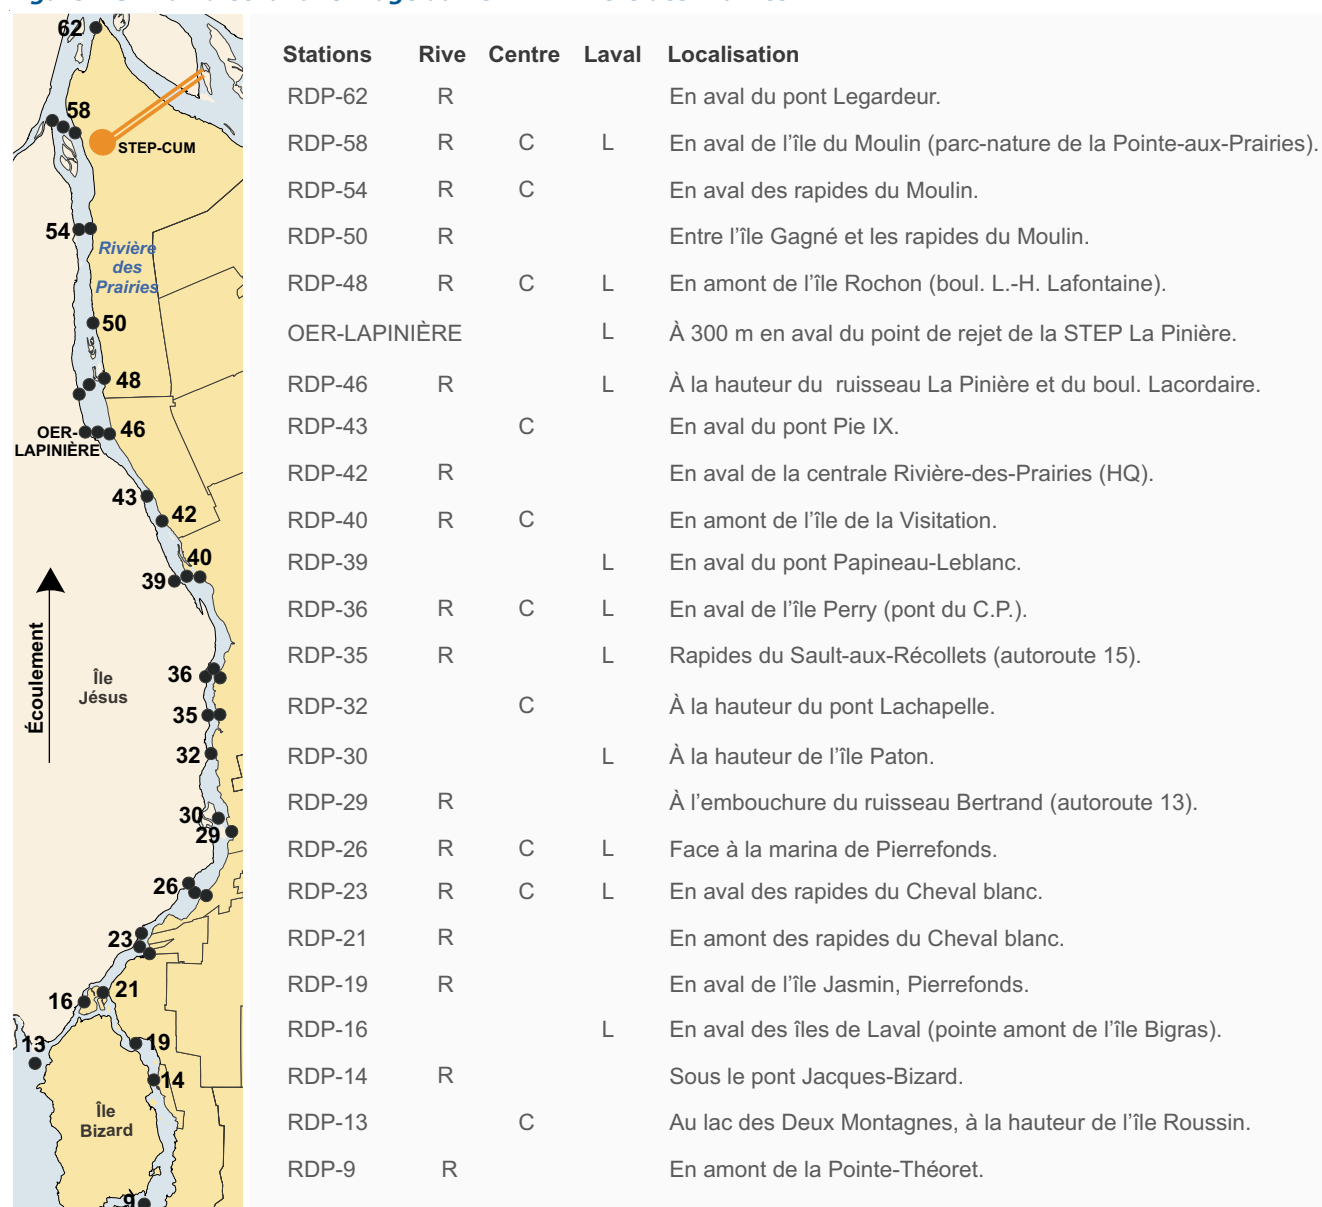 62
58
STEP-CUM
54
Rivière
des
Prairies
50
48
OER-
LAPINIÈRE
46
43
42
40
39
Écoulement
Île
Jésus
36
35
32
30
29
26
23
21
16
19
13
14
Île
Bizard
9
Stations Rive Centre Laval Localisation
RDP-62 R En aval du pont Legardeur.
RDP-58 R C L En aval de l’île du Moulin (parc-nature de la Pointe-aux-Prairies).
RDP-54 R C En aval des rapides du Moulin.
RDP-50 R Entre l’île Gagné et les rapides du Moulin.
RDP-48 R C L En amont de l’île Rochon (boul. L.-H. Lafontaine).
OER-LAPINIÈRE L À 300 m en aval du point de rejet de la STEP La Pinière.
RDP-46 R L À la hauteur du ruisseau La Pinière et du boul. Lacordaire.
RDP-43 C En aval du pont Pie IX.
RDP-42 R En aval de la centrale Rivière-des-Prairies (HQ).
RDP-40 R C En amont de l’île de la Visitation.
RDP-39 L En aval du pont Papineau-Leblanc.
RDP-36 R C L En aval de l’île Perry (pont du C.P.).
RDP-35 R L Rapides du Sault-aux-Récollets (autoroute 15).
RDP-32 C À la hauteur du pont Lachapelle.
RDP-30 L À la hauteur de l’île Paton.
RDP-29 R À l’embouchure du ruisseau Bertrand (autoroute 13).
RDP-26 R C L Face à la marina de Pierrefonds.
RDP-23 R C L En aval des rapides du Cheval blanc.
RDP-21 R En amont des rapides du Cheval blanc.
RDP-19 R En aval de l’île Jasmin, Pierrefonds.
RDP-16 L En aval des îles de Laval (pointe amont de l’île Bigras).
RDP-14 R Sous le pont Jacques-Bizard.
RDP-13 C Au lac des Deux Montagnes, à la hauteur de l’île Roussin.
RDP-9 R En amont de la Pointe-Théoret.